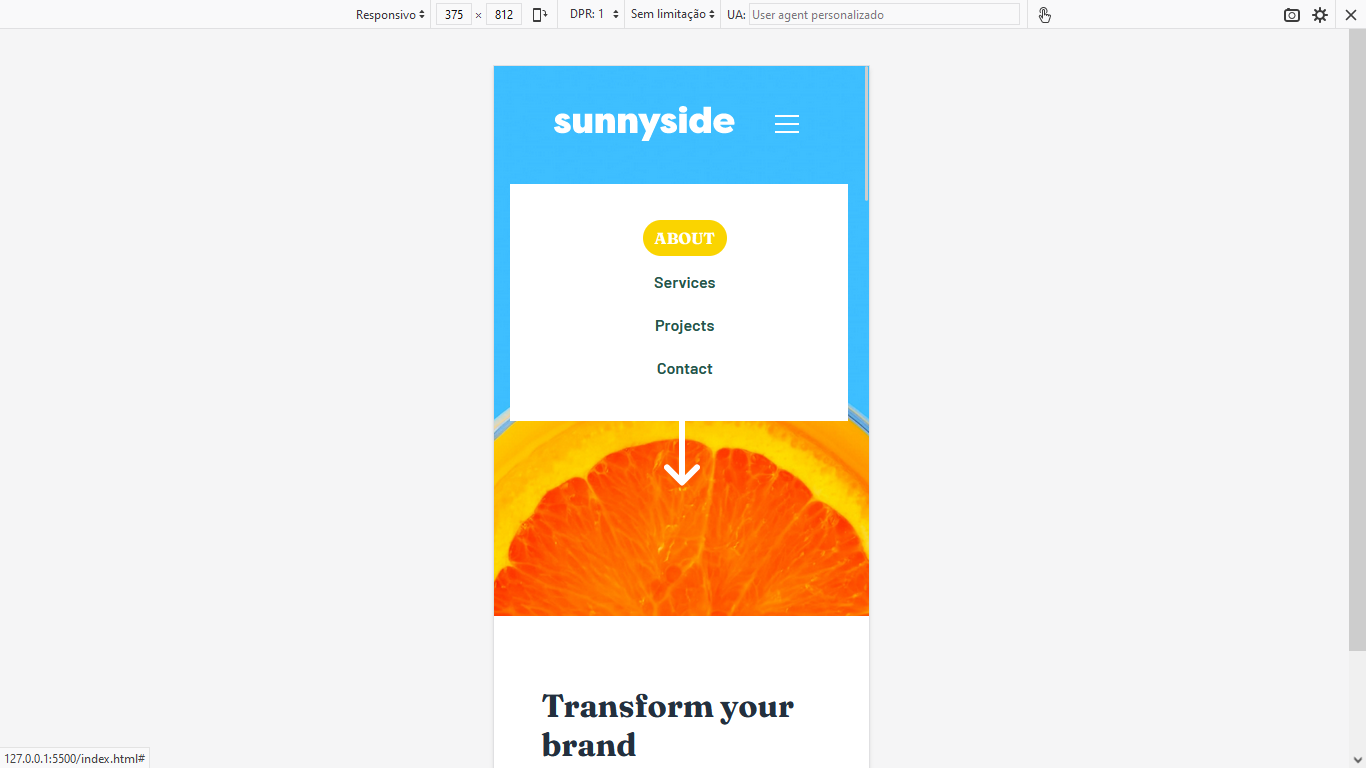 Responsivo 375 × 812 DPR: 1 Sem limitação UA: User agent personalizado
sunnyside
ABOUT
Services
Projects
Contact
Transform your
brand
127.0.0.1:5500/index.html#